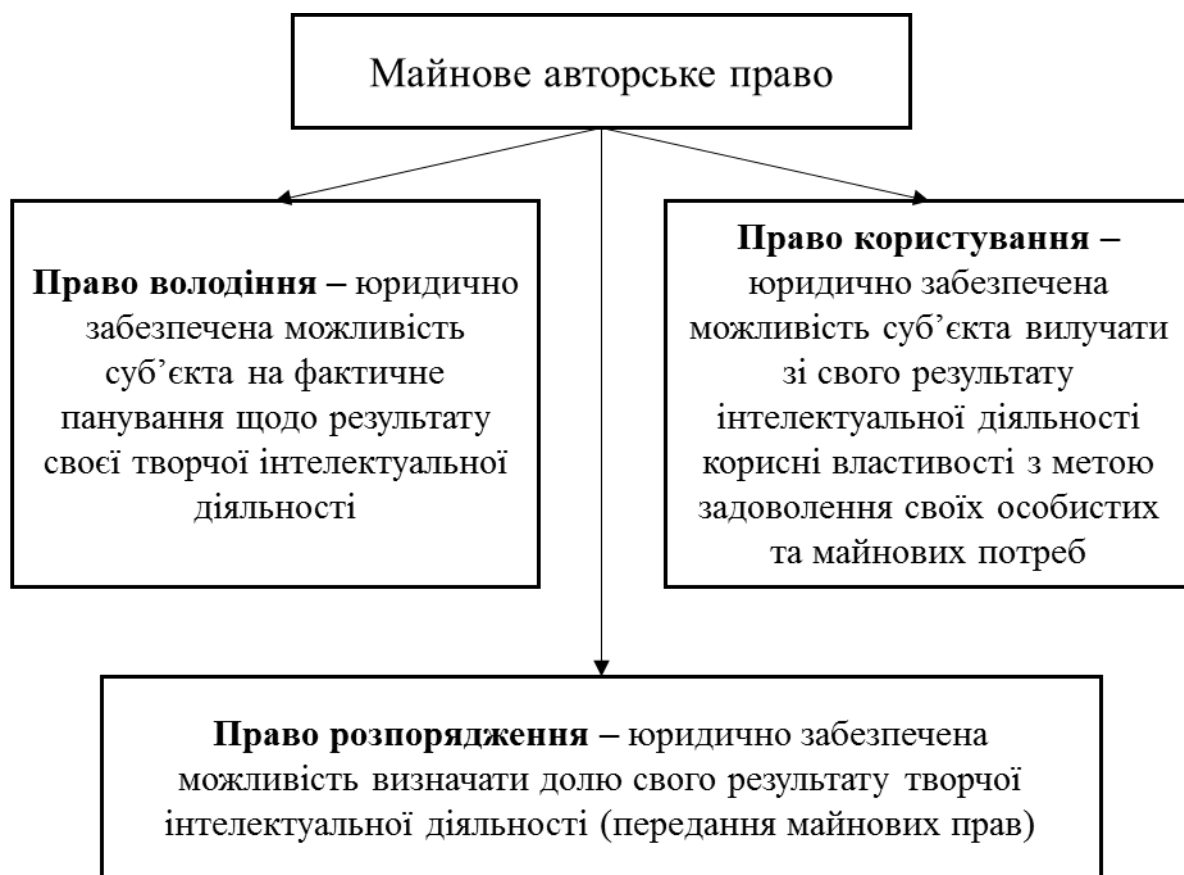 Майнове авторське право
Право володіння – юридично
забезпечена можливість
суб’єкта на фактичне
панування щодо результату
своєї творчої інтелектуальної
діяльності
Право користування –
юридично забезпечена
можливість суб’єкта вилучати
зі свого результату
інтелектуальної діяльності
корисні властивості з метою
задоволення своїх особистих
та майнових потреб
Право розпорядження – юридично забезпечена
можливість визначати долю свого результату творчої
інтелектуальної діяльності (передання майнових прав)